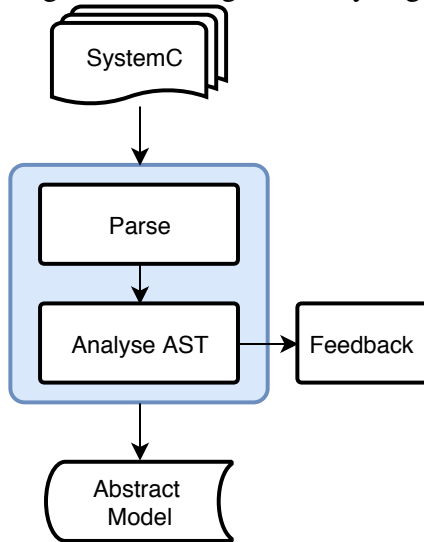 SystemC
Parse
Analyse AST
Feedback
Abstract
Model